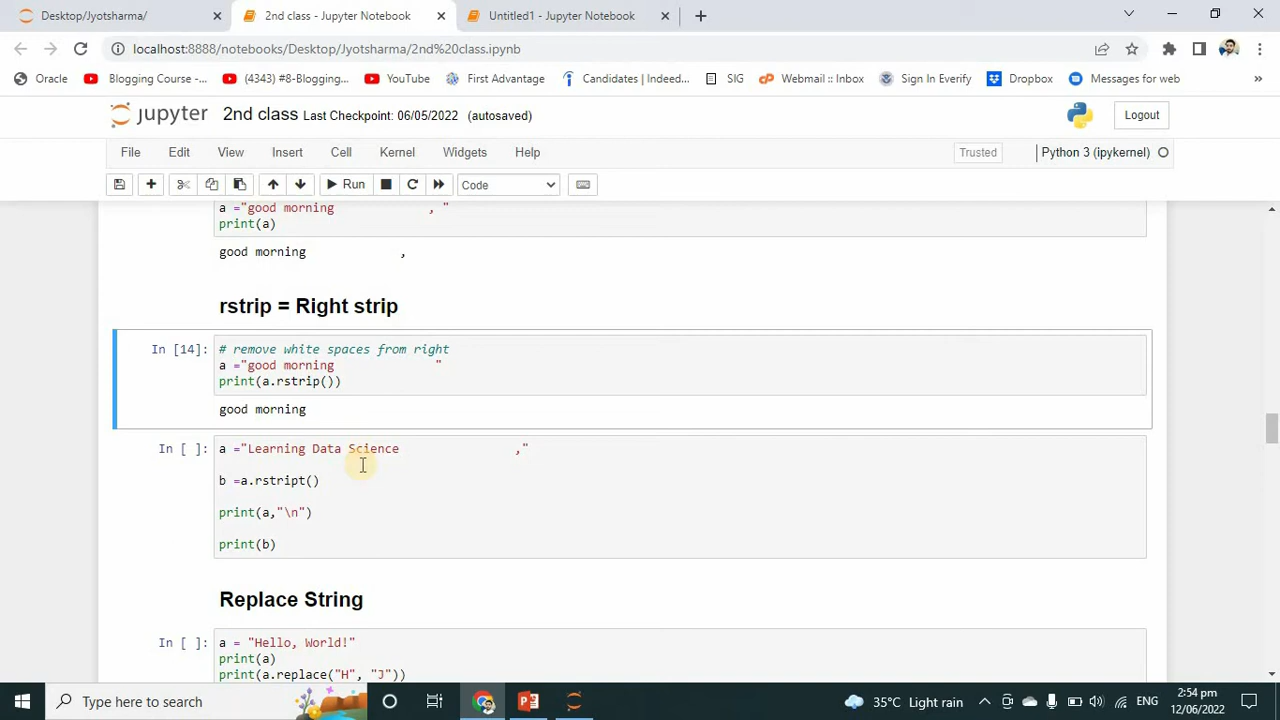 Desktop/Jyotsharma/
2nd class - Jupyter Notebook
Untitled1 - Jupyter Notebook
localhost:8888/notebooks/Desktop/Jyotsharma/2nd%20class.ipynb
Oracle
Blogging Course -...
(4343) #8-Blogging...
YouTube
First Advantage
Candidates | Indeed...
SIG
Webmail :: Inbox
Sign In Everify
Dropbox
Messages for web
»
jupyter
2nd class Last Checkpoint: 06/05/2022 (autosaved)
Logout
File Edit View Insert Cell Kernel Widgets Help
Trusted
Python 3 (ipykernel)
Run
Code
a ="good morning             , "
print(a)
good morning             ,
rstrip = Right strip
In [14]:
# remove white spaces from right
a ="good morning              "
print(a.rstrip())
good morning
In [ ]:
a ="Learning Data Science                ,"
b =a.rstript()
print(a,"\n")
print(b)
Replace String
In [ ]:
a = "Hello, World!"
print(a)
print(a.replace("H", "J"))
Type here to search
35°C Light rain
ENG
2:54 pm
12/06/2022